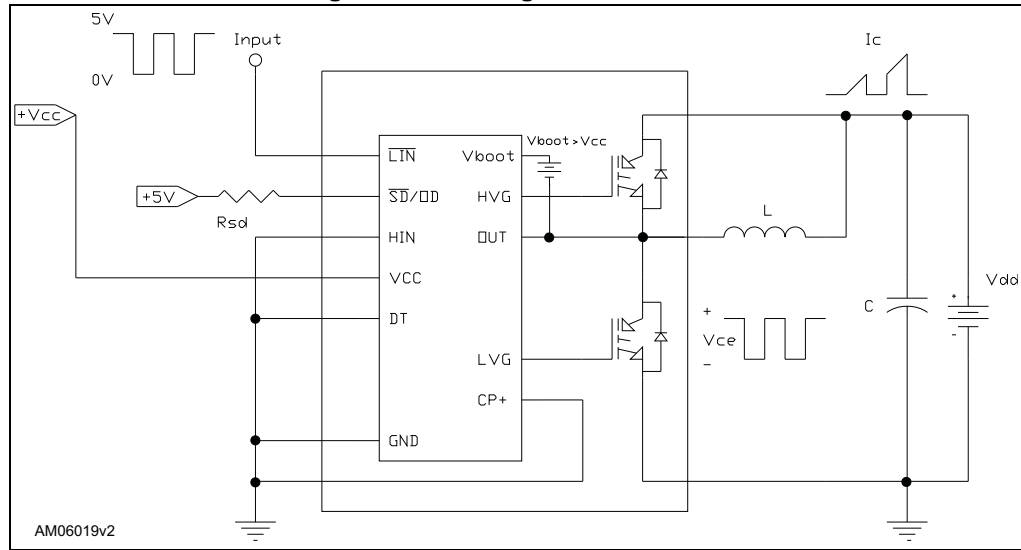 5V
0V
Input
Ic
+Vcc
LIN
Vboot
Vboot>Vcc
+5V
Rsd
SD/OD
HVG
HIN
OUT
L
VCC
DT
Vdd
+
Vce
-
C
+
-
LVG
CP+
GND
AM06019v2